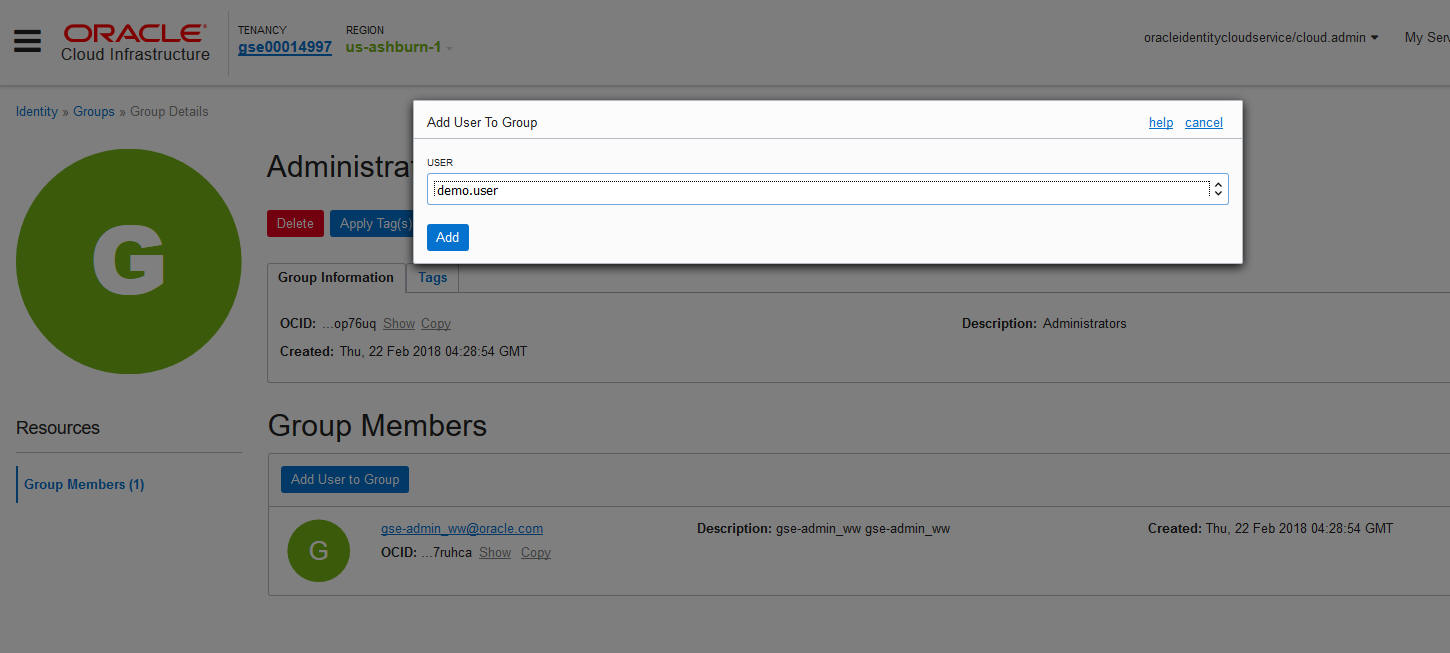 ORACLE®
Cloud Infrastructure
TENANCY
gse00014997
REGION
us-ashburn-1
oracleidentitycloudservice/cloud.admin
My Serv
Identity » Groups » Group Details
Add User To Group
help cancel
USER
demo.user
Add
G
Administrat
Delete
Apply Tag(s)
Group Information
Tags
OCID: ...op76uq Show Copy
Description: Administrators
Created: Thu, 22 Feb 2018 04:28:54 GMT
Resources
Group Members (1)
Group Members
Add User to Group
G
gse-admin_ww@oracle.com
Description: gse-admin_ww gse-admin_ww
Created: Thu, 22 Feb 2018 04:28:54 GMT
OCID: ...7ruhca Show Copy